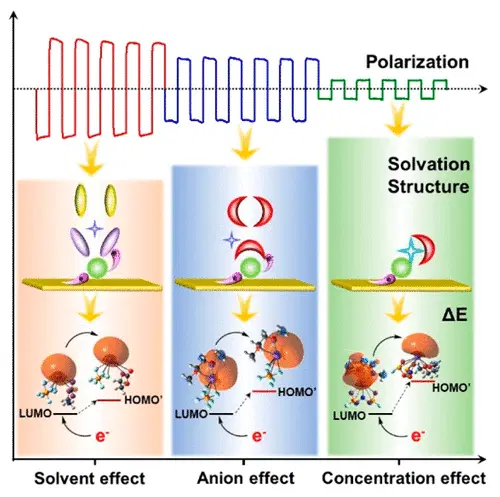 Polarization
Solvation
Structure
ΔE
LUMO
HOMO'
e-
LUMO
HOMO'
e-
LUMO
HOMO'
e-
Solvent effect
Anion effect
Concentration effect